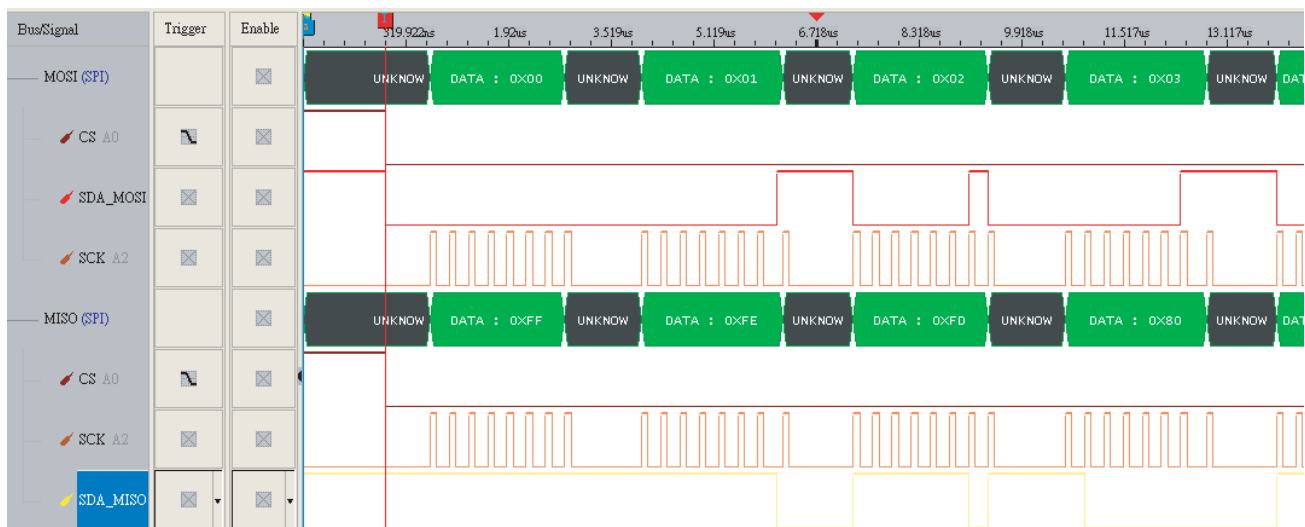 Bus/Signal Trigger Enable 319.922ns 1.92us 3.519us 5.119us 6.718us 8.318us 9.918us 11.517us 13.117us
MOSI (SPI) UNKNOW DATA : 0X00 UNKNOW DATA : 0X01 UNKNOW DATA : 0X02 UNKNOW DATA : 0X03 UNKNOW DAT
CS A0
SDA_MOSI
SCK A2
MISO (SPI) UNKNOW DATA : 0XFF UNKNOW DATA : 0XFE UNKNOW DATA : 0XFD UNKNOW DATA : 0X80 UNKNOW DAT
CS A0
SCK A2
SDA_MISO